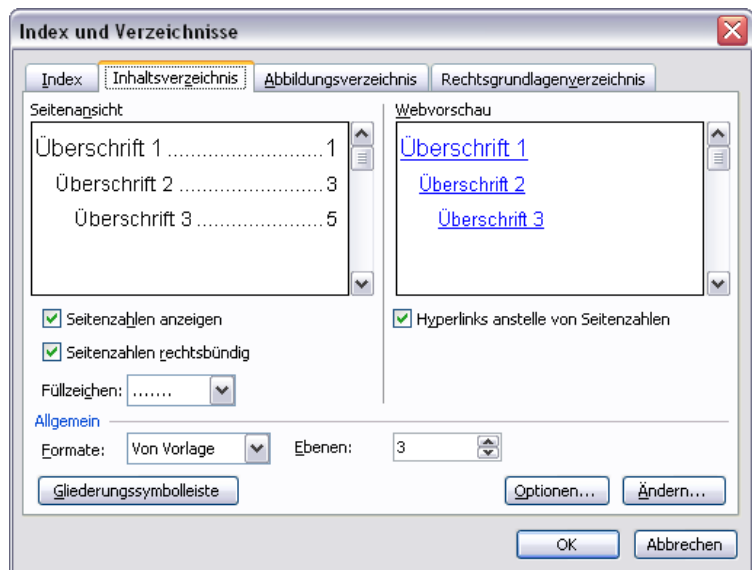 Index und Verzeichnisse
Index Inhaltsverzeichnis Abbildungsverzeichnis Rechtsgrundlagenverzeichnis
Seitenansicht
Überschrift 1 ........................ 1
Überschrift 2 ...................... 3
Überschrift 3 ................... 5
Webvorschau
Überschrift 1
Überschrift 2
Überschrift 3
Seitenzahlen anzeigen
Seitenzahlen rechtsbündig
Füllzeichen: .......
Hyperlinks anstelle von Seitenzahlen
Allgemein
Formate: Von Vorlage Ebenen: 3
Gliederungssymbolleiste Optionen... Ändern...
OK Abbrechen